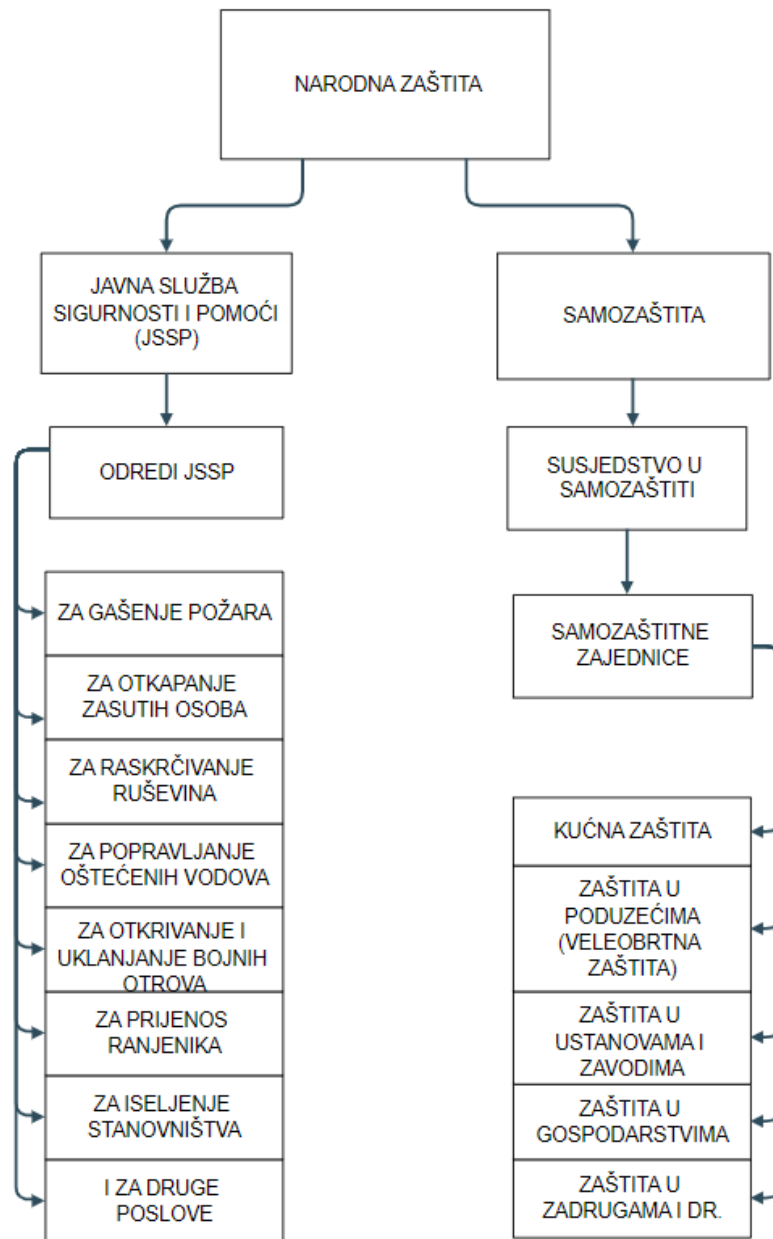 NARODNA ZAŠTITA
JAVNA SLUŽBA
SIGURNOSTI I POMOĆI
(JSSP)
SAMOZAŠTITA
ODREDI JSSP
SUSJEDSTVO U
SAMOZAŠTITI
SAMOZAŠTITNE
ZAJEDNICE
ZA GAŠENJE POŽARA
ZA OTKAPANJE
ZASUTIH OSOBA
ZA RASKRČIVANJE
RUŠEVINA
ZA POPRAVLJANJE
OŠTEĆENIH VODOVA
ZA OTKRIVANJE I
UKLANJANJE BOJNIH
OTROVA
ZA PRIJENOS
RANJENIKA
ZA ISELJENJE
STANOVNIŠTVA
I ZA DRUGE
POSLOVE
KUĆNA ZAŠTITA
ZAŠTITA U
PODUZEĆIMA
(VELEOBRTNA
ZAŠTITA)
ZAŠTITA U
USTANOVAMA I
ZAVODIMA
ZAŠTITA U
GOSPODARSTVIMA
ZAŠTITA U
ZADRUGAMA I DR.